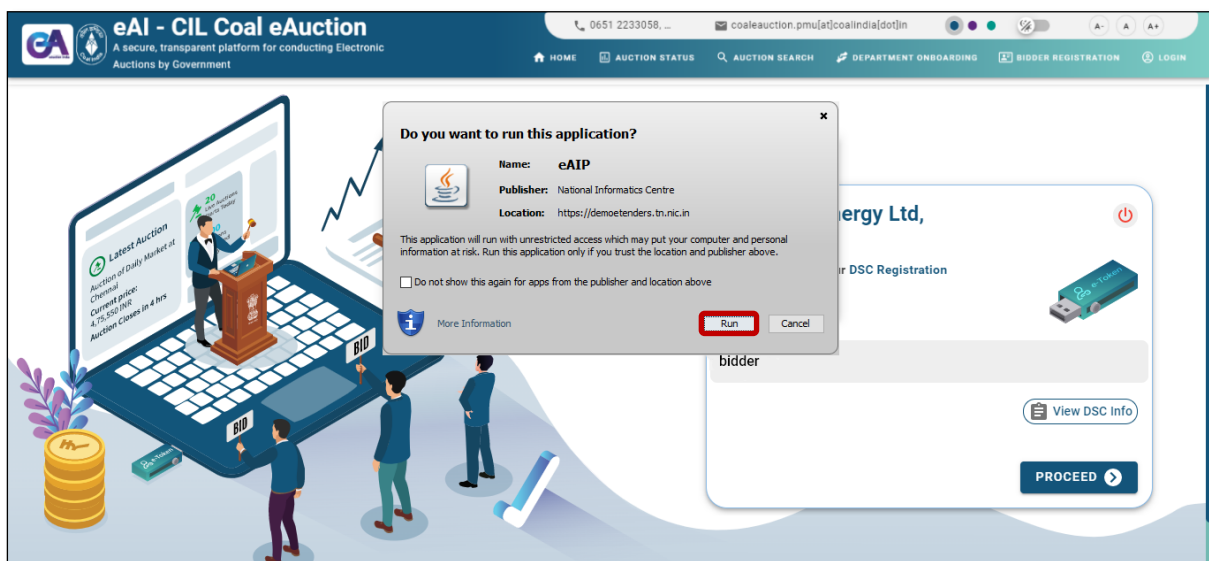 eAI - CIL Coal eAuction
A secure, transparent platform for conducting Electronic
Auctions by Government
0651 2233058, ...
coaleauction.pmu[at]coalindia[dot]in
A-
A
A+
HOME
AUCTION STATUS
AUCTION SEARCH
DEPARTMENT ONBOARDING
BIDDER REGISTRATION
LOGIN
Do you want to run this application?
Name: eAIP
Publisher: National Informatics Centre
Location: https://demoetenders.tn.nic.in
This application will run with unrestricted access which may put your computer and personal
information at risk. Run this application only if you trust the location and publisher above.
Do not show this again for apps from the publisher and location above
More Information
Run
Cancel
ergy Ltd,
r DSC Registration
bidder
View DSC Info
PROCEED
Latest Auction
Auction of Daily Market at
Chennai
Current price:
4,75,550 INR
Auction Closes in 4 hrs
20
BID
BID
e-Token
e-Token